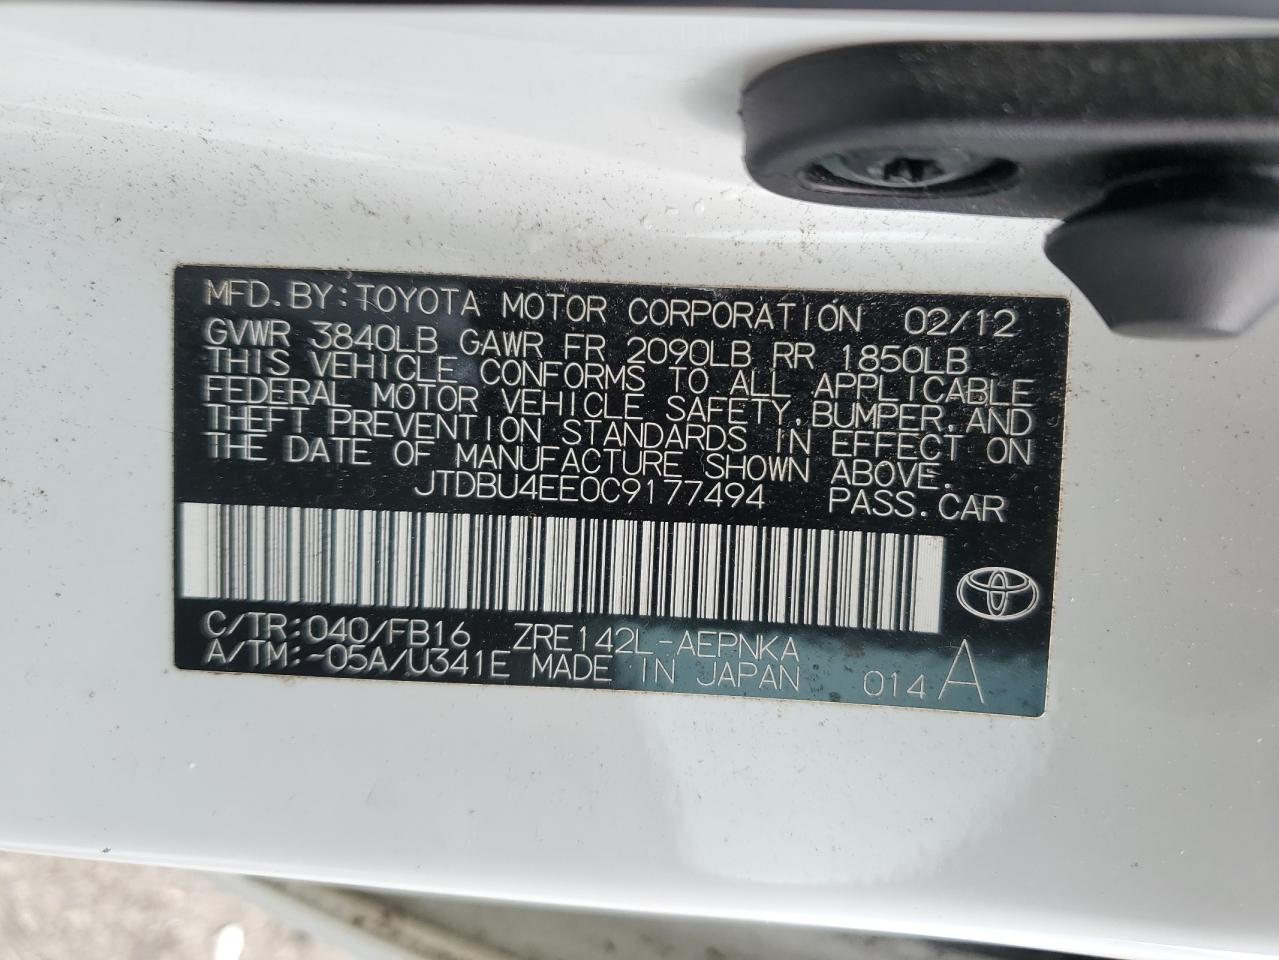 MFD.BY:TOYOTA MOTOR CORPORATION 02/12
GVWR 3840LB GAWR FR 2090LB RR 1850LB
THIS VEHICLE CONFORMS TO ALL APPLICABLE
FEDERAL MOTOR VEHICLE SAFETY,BUMPER,AND
THEFT PREVENTION STANDARDS IN EFFECT ON
THE DATE OF MANUFACTURE SHOWN ABOVE.
JTDBU4EE0C9177494 PASS.CAR
C/TR:040/FB16 ZRE142L-AEPNKA
A/TM:-05A/U341E MADE IN JAPAN 014 A